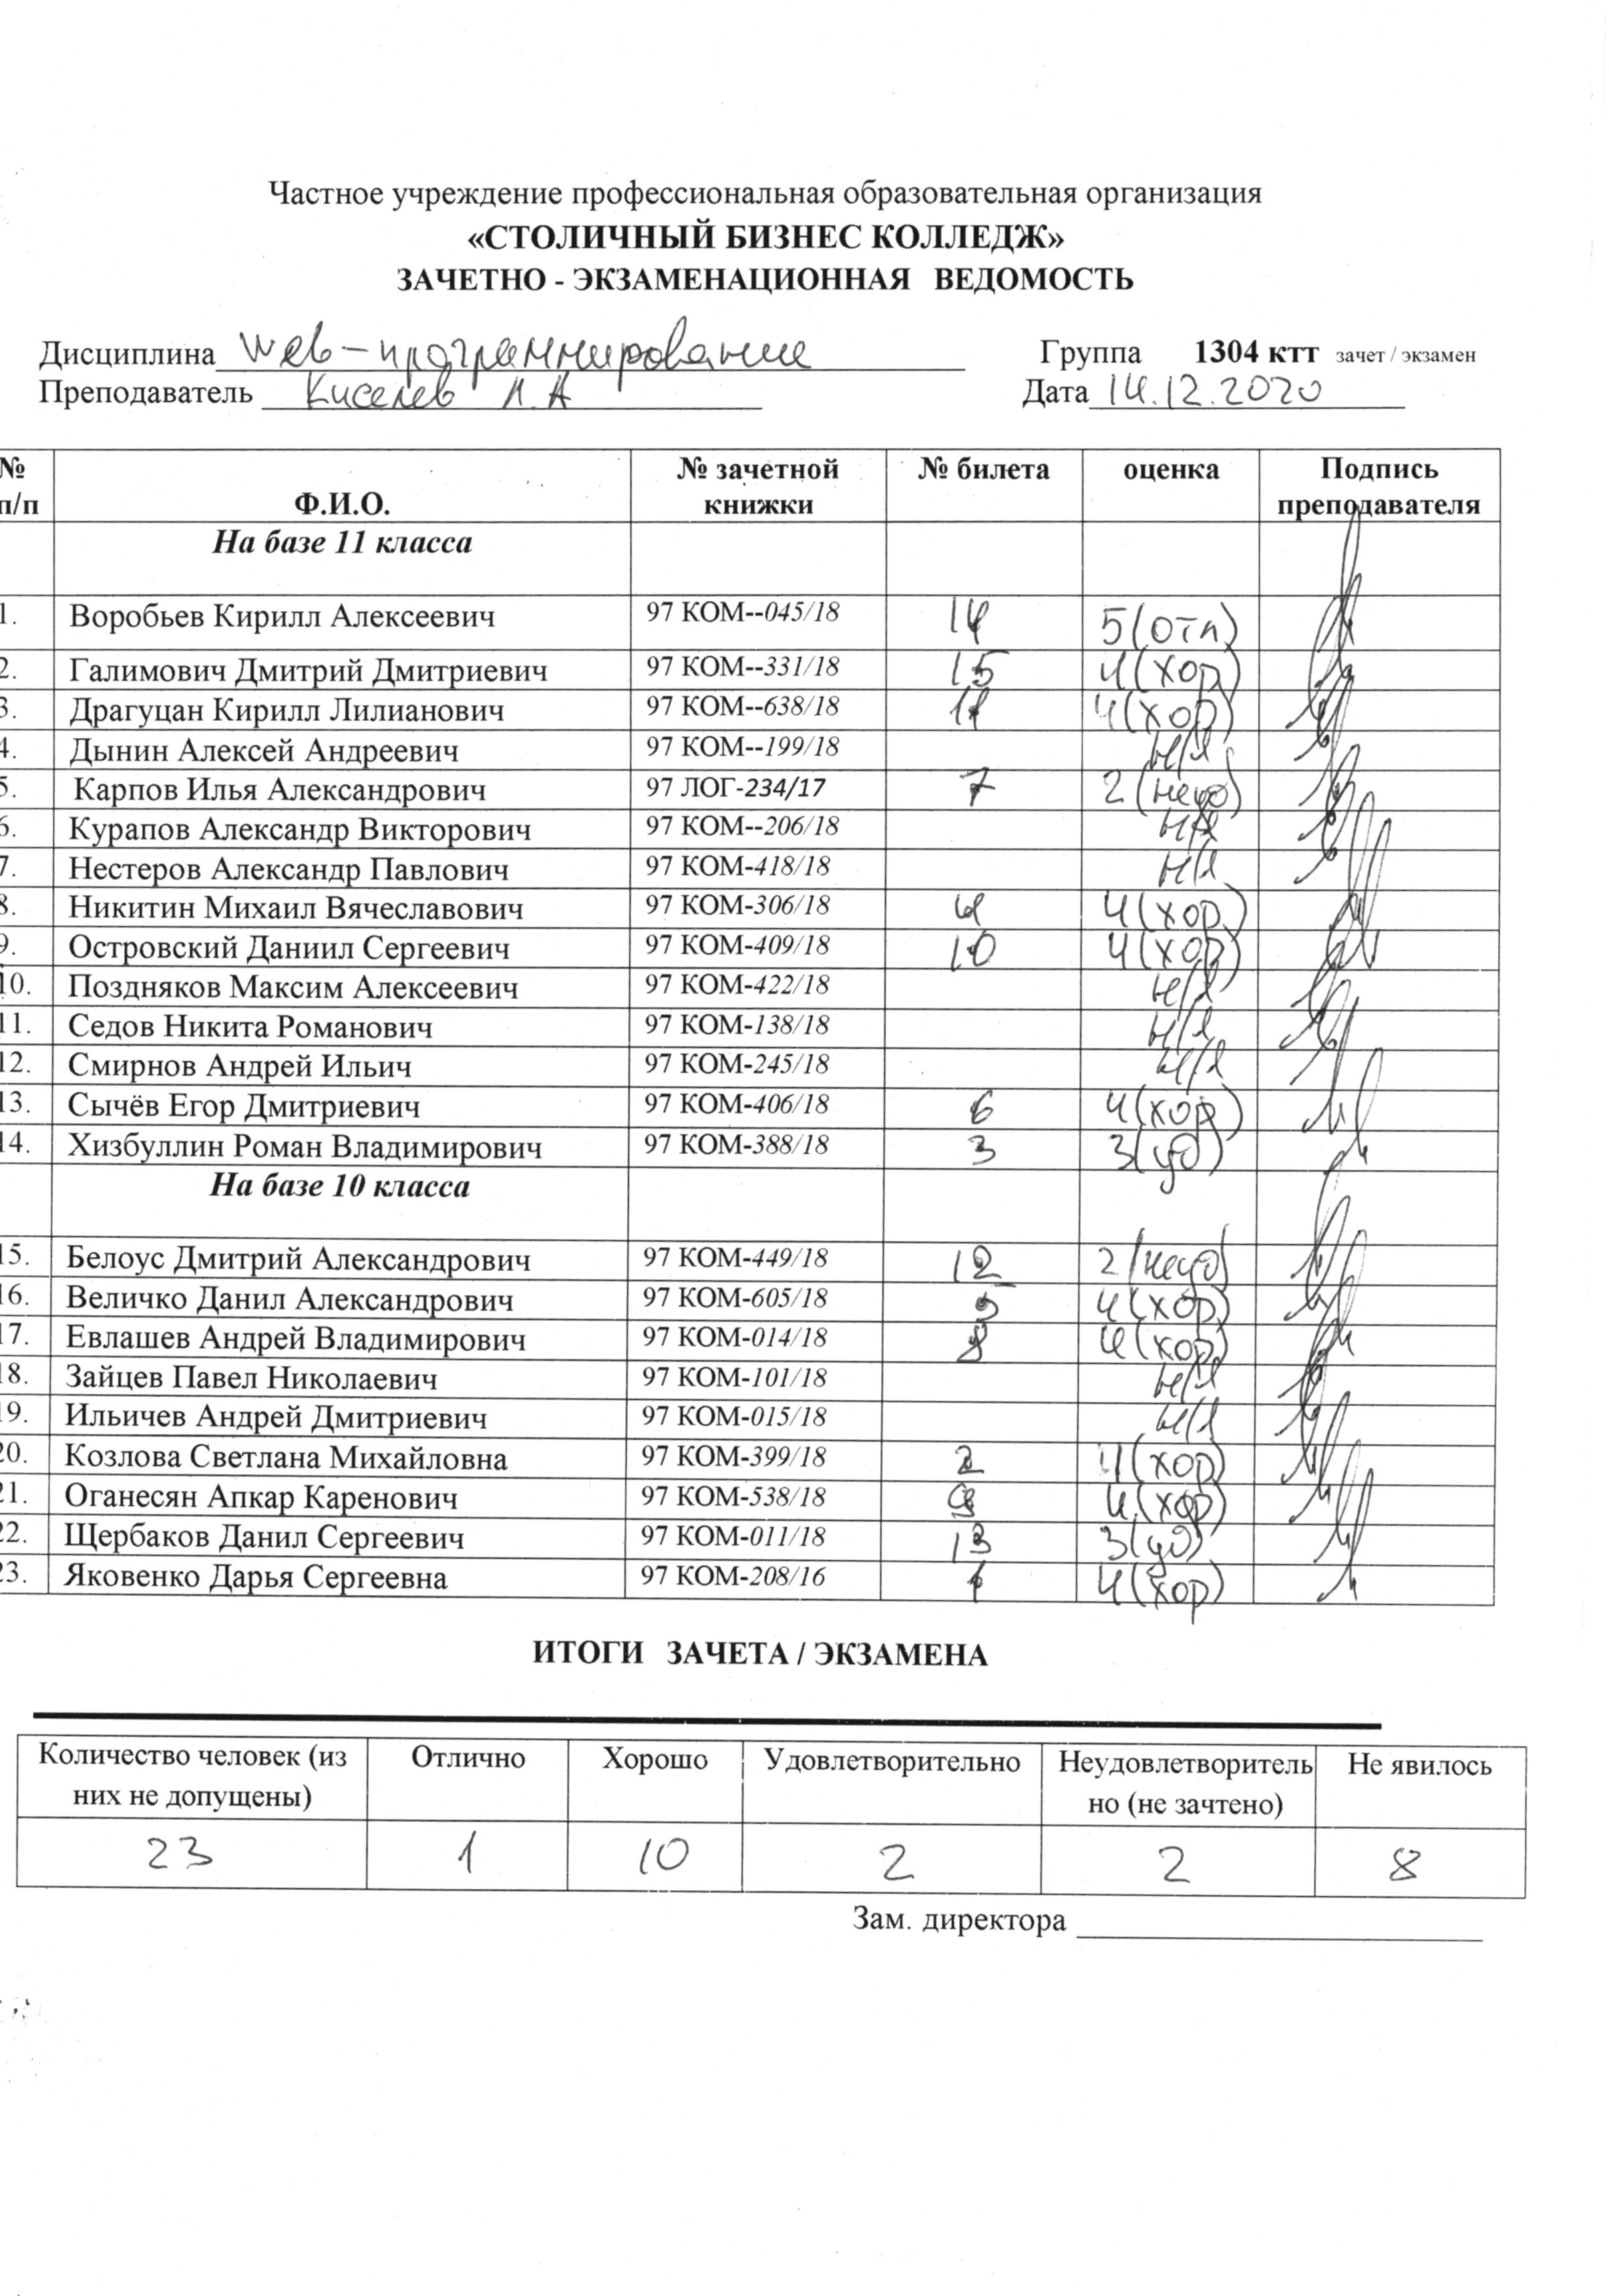 Частное учреждение профессиональная образовательная организация
«СТОЛИЧНЫЙ БИЗНЕС КОЛЛЕДЖ»
ЗАЧЕТНО - ЭКЗАМЕНАЦИОННАЯ ВЕДОМОСТЬ
Дисциплина web-программирование Группа 1304 ктт зачет / экзамен
Преподаватель Киселев Л.А Дата 14.12.2020
№ п/п Ф.И.О. № зачетной книжки № билета оценка Подпись преподавателя
На базе 11 класса
1. Воробьев Кирилл Алексеевич 97 КОМ--045/18 14 5(отл)
2. Галимович Дмитрий Дмитриевич 97 КОМ--331/18 15 4(хор)
3. Драгуцан Кирилл Лилианович 97 КОМ--638/18 11 4(хор)
4. Дынин Алексей Андреевич 97 КОМ--199/18 н/я
5. Карпов Илья Александрович 97 ЛОГ-234/17 7 2(неуд)
6. Курапов Александр Викторович 97 КОМ--206/18 н/я
7. Нестеров Александр Павлович 97 КОМ-418/18 н/я
8. Никитин Михаил Вячеславович 97 КОМ-306/18 4 4(хор)
9. Островский Даниил Сергеевич 97 КОМ-409/18 10 4(хор)
10. Поздняков Максим Алексеевич 97 КОМ-422/18 н/я
11. Седов Никита Романович 97 КОМ-138/18 н/я
12. Смирнов Андрей Ильич 97 КОМ-245/18 н/я
13. Сычёв Егор Дмитриевич 97 КОМ-406/18 6 4(хор)
14. Хизбуллин Роман Владимирович 97 КОМ-388/18 3 3(уд)
На базе 10 класса
15. Белоус Дмитрий Александрович 97 КОМ-449/18 12 2(неуд)
16. Величко Данил Александрович 97 КОМ-605/18 5 4(хор)
17. Евлашев Андрей Владимирович 97 КОМ-014/18 8 4(хор)
18. Зайцев Павел Николаевич 97 КОМ-101/18 н/я
19. Ильичев Андрей Дмитриевич 97 КОМ-015/18 н/я
20. Козлова Светлана Михайловна 97 КОМ-399/18 2 4(хор)
21. Оганесян Апкар Каренович 97 КОМ-538/18 9 4(хор)
22. Щербаков Данил Сергеевич 97 КОМ-011/18 13 3(уд)
23. Яковенко Дарья Сергеевна 97 КОМ-208/16 1 4(хор)
ИТОГИ ЗАЧЕТА / ЭКЗАМЕНА
Количество человек (из них не допущены) Отлично Хорошо Удовлетворительно Неудовлетворитель но (не зачтено) Не явилось
23 1 10 2 2 8
Зам. директора